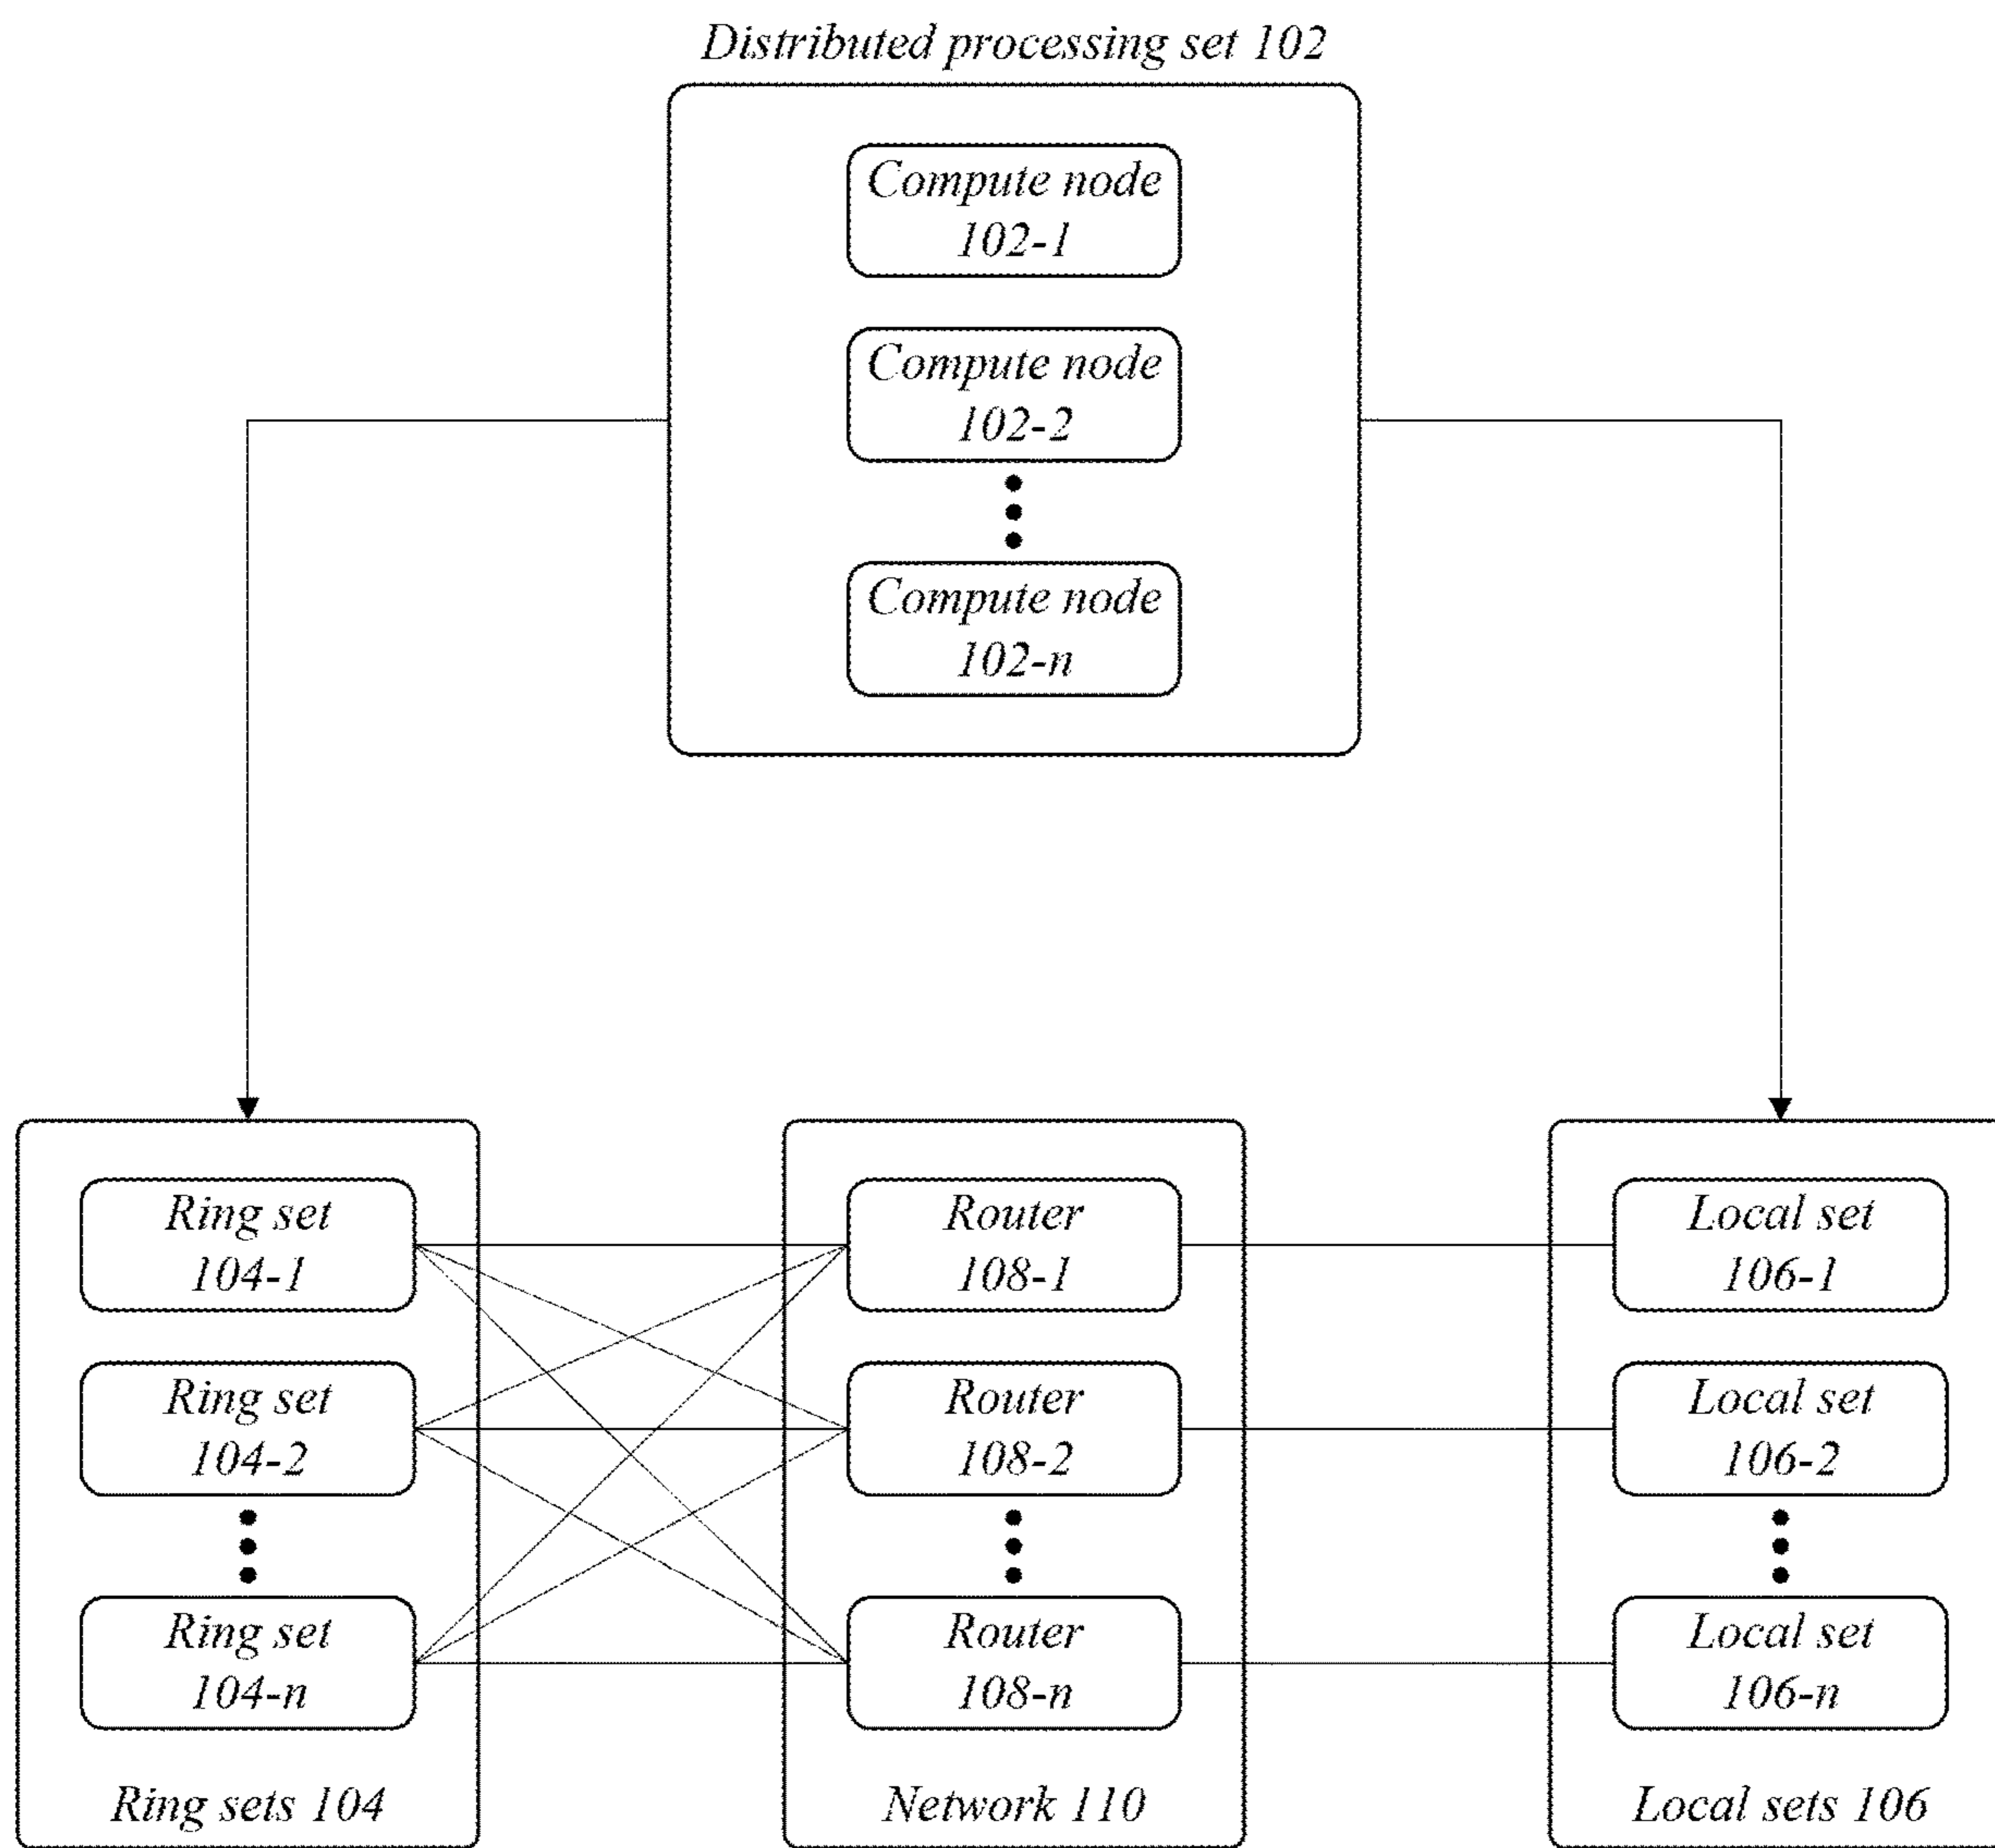 Distributed processing set 102
Compute node
102-1
Compute node
102-2
Compute node
102-n
Ring set
104-1
Ring set
104-2
Ring set
104-n
Ring sets 104
Router
108-1
Router
108-2
Router
108-n
Network 110
Local set
106-1
Local set
106-2
Local set
106-n
Local sets 106